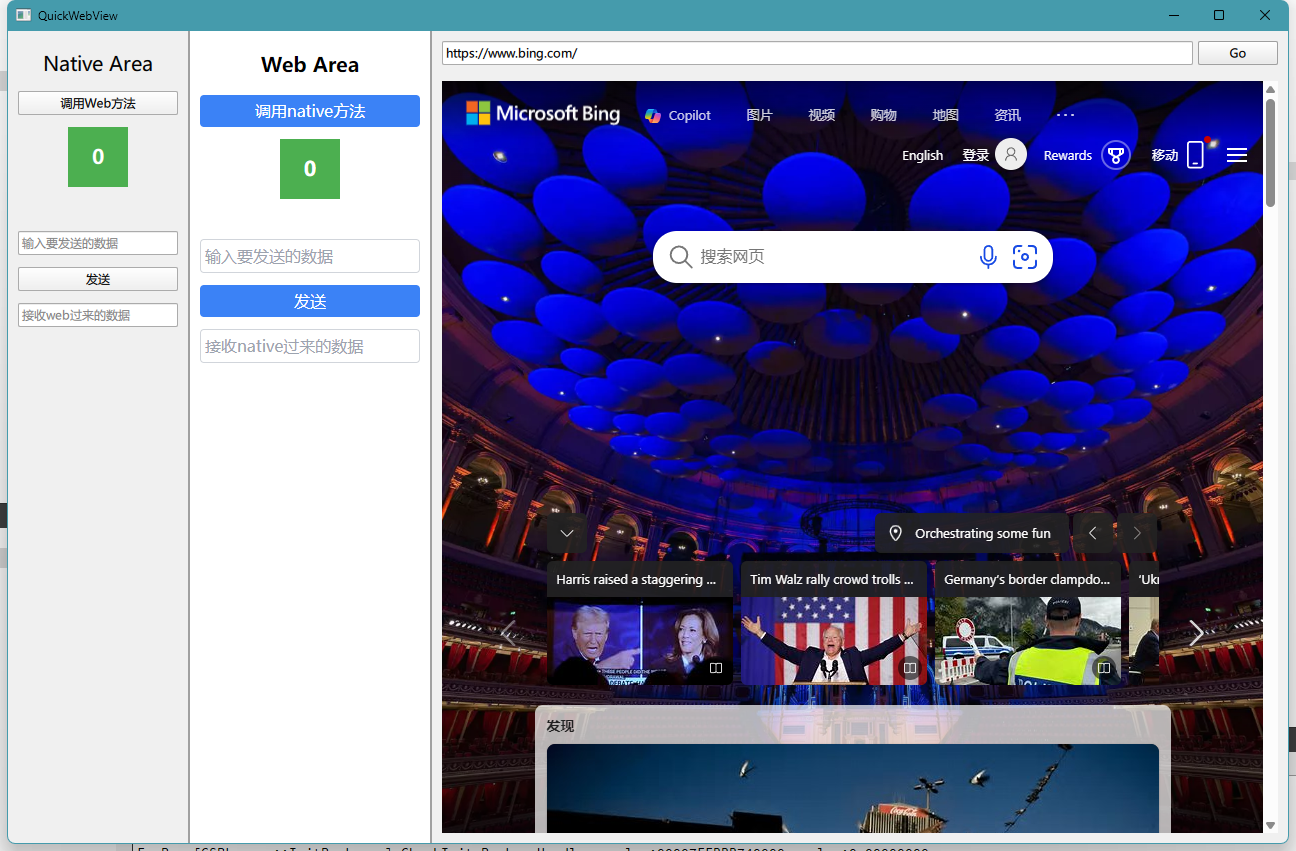 QuickWebView
Native Area
调用Web方法
0
输入要发送的数据
发送
接收web过来的数据
Web Area
调用native方法
0
输入要发送的数据
发送
接收native过来的数据
https://www.bing.com/
Go
Microsoft Bing
Copilot
图片
视频
购物
地图
资讯
English
登录
Rewards
移动
搜索网页
Orchestrating some fun
Harris raised a staggering ...
Tim Walz rally crowd trolls ...
Germany's border clampdo...
'Ukr
发现
Coca-Cola